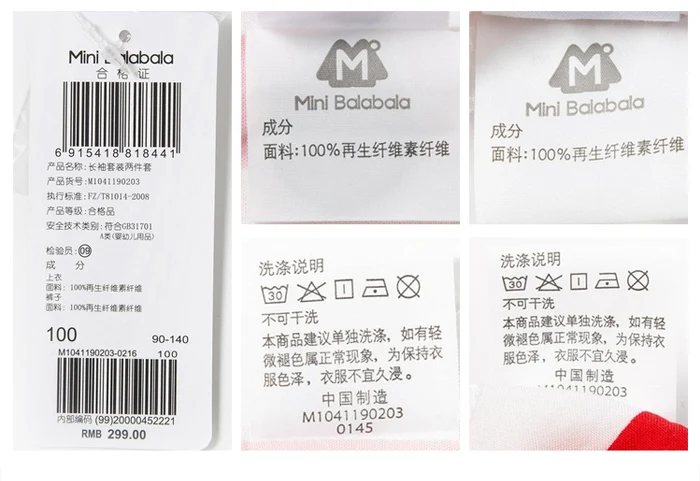 Mini Balabala
合格证
6 915418 818441
产品名称: 长袖套装两件套
产品货号: M1041190203
执行标准: FZ/T81014-2008
产品等级: 合格品
安全技术类别: 符合GB31701
A类(婴幼儿用品)
检验员: 09
成 分
上衣
面料: 100%再生纤维素纤维
裤子
面料: 100%再生纤维素纤维
100 90-140
M1041190203-0216 100
内部编码 (99)20000452221
RMB 299.00
M
Mini Balabala
成分
面料: 100%再生纤维素纤维
M
Mini Balabala
成分
面料: 100%再生纤维素纤维
洗涤说明
30
不可干洗
本商品建议单独洗涤, 如有轻
微褪色属正常现象, 为保持衣
服色泽, 衣服不宜久浸。
中国制造
M1041190203
0145
洗涤说明
30
不可干洗
本商品建议单独洗涤, 如有轻
微褪色属正常现象, 为保持衣
服色泽, 衣服不宜久浸。
中国制造
M1041190203